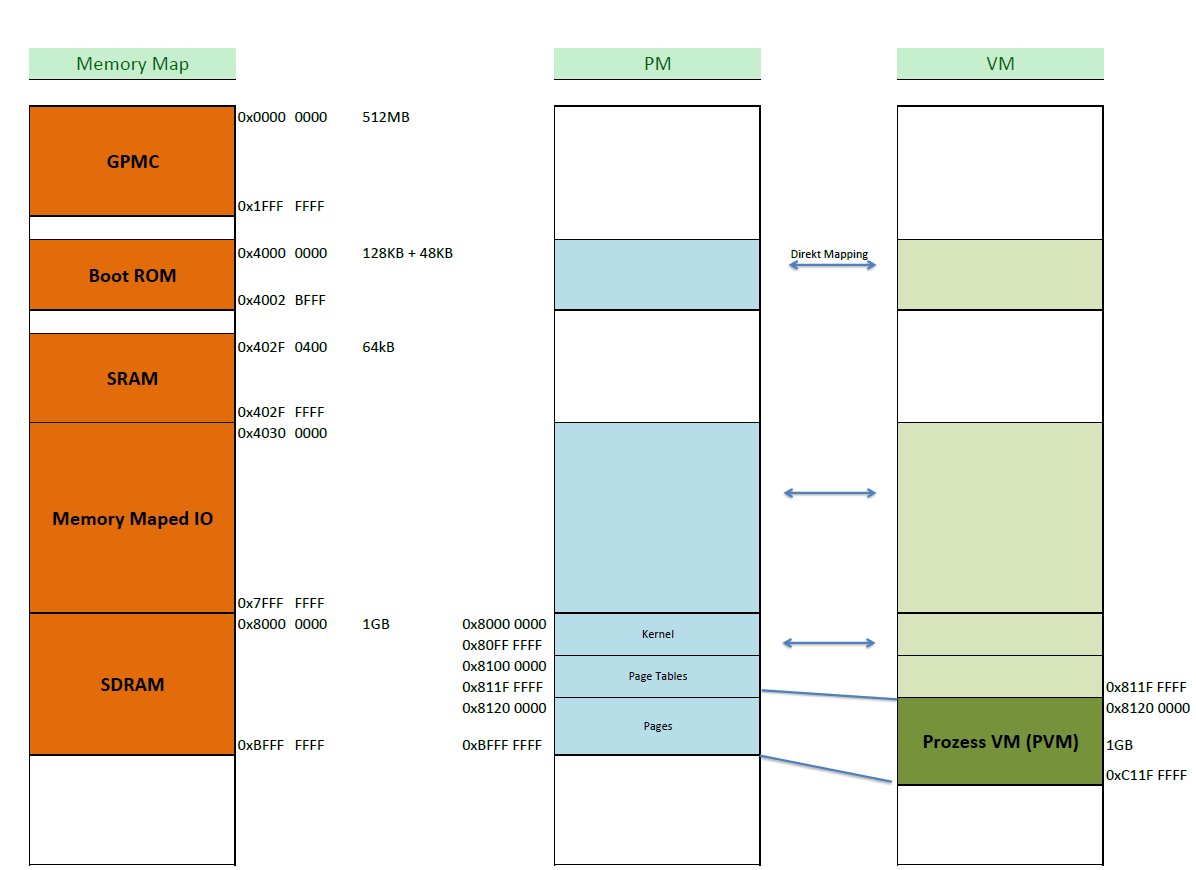 Memory Map PM VM
0x0000 0000 512MB
GPMC
0x1FFF FFFF
0x4000 0000 128KB + 48KB
Direkt Mapping
Boot ROM
0x4002 BFFF
0x402F 0400 64kB
SRAM
0x402F FFFF
0x4030 0000
Memory Maped IO
0x7FFF FFFF
0x8000 0000 1GB 0x8000 0000
Kernel
0x80FF FFFF
0x8100 0000
Page Tables
SDRAM 0x811F FFFF 0x811F FFFF
0x8120 0000 0x8120 0000
Pages
Prozess VM (PVM)
0xBFFF FFFF 0xBFFF FFFF 1GB
0xC11F FFFF